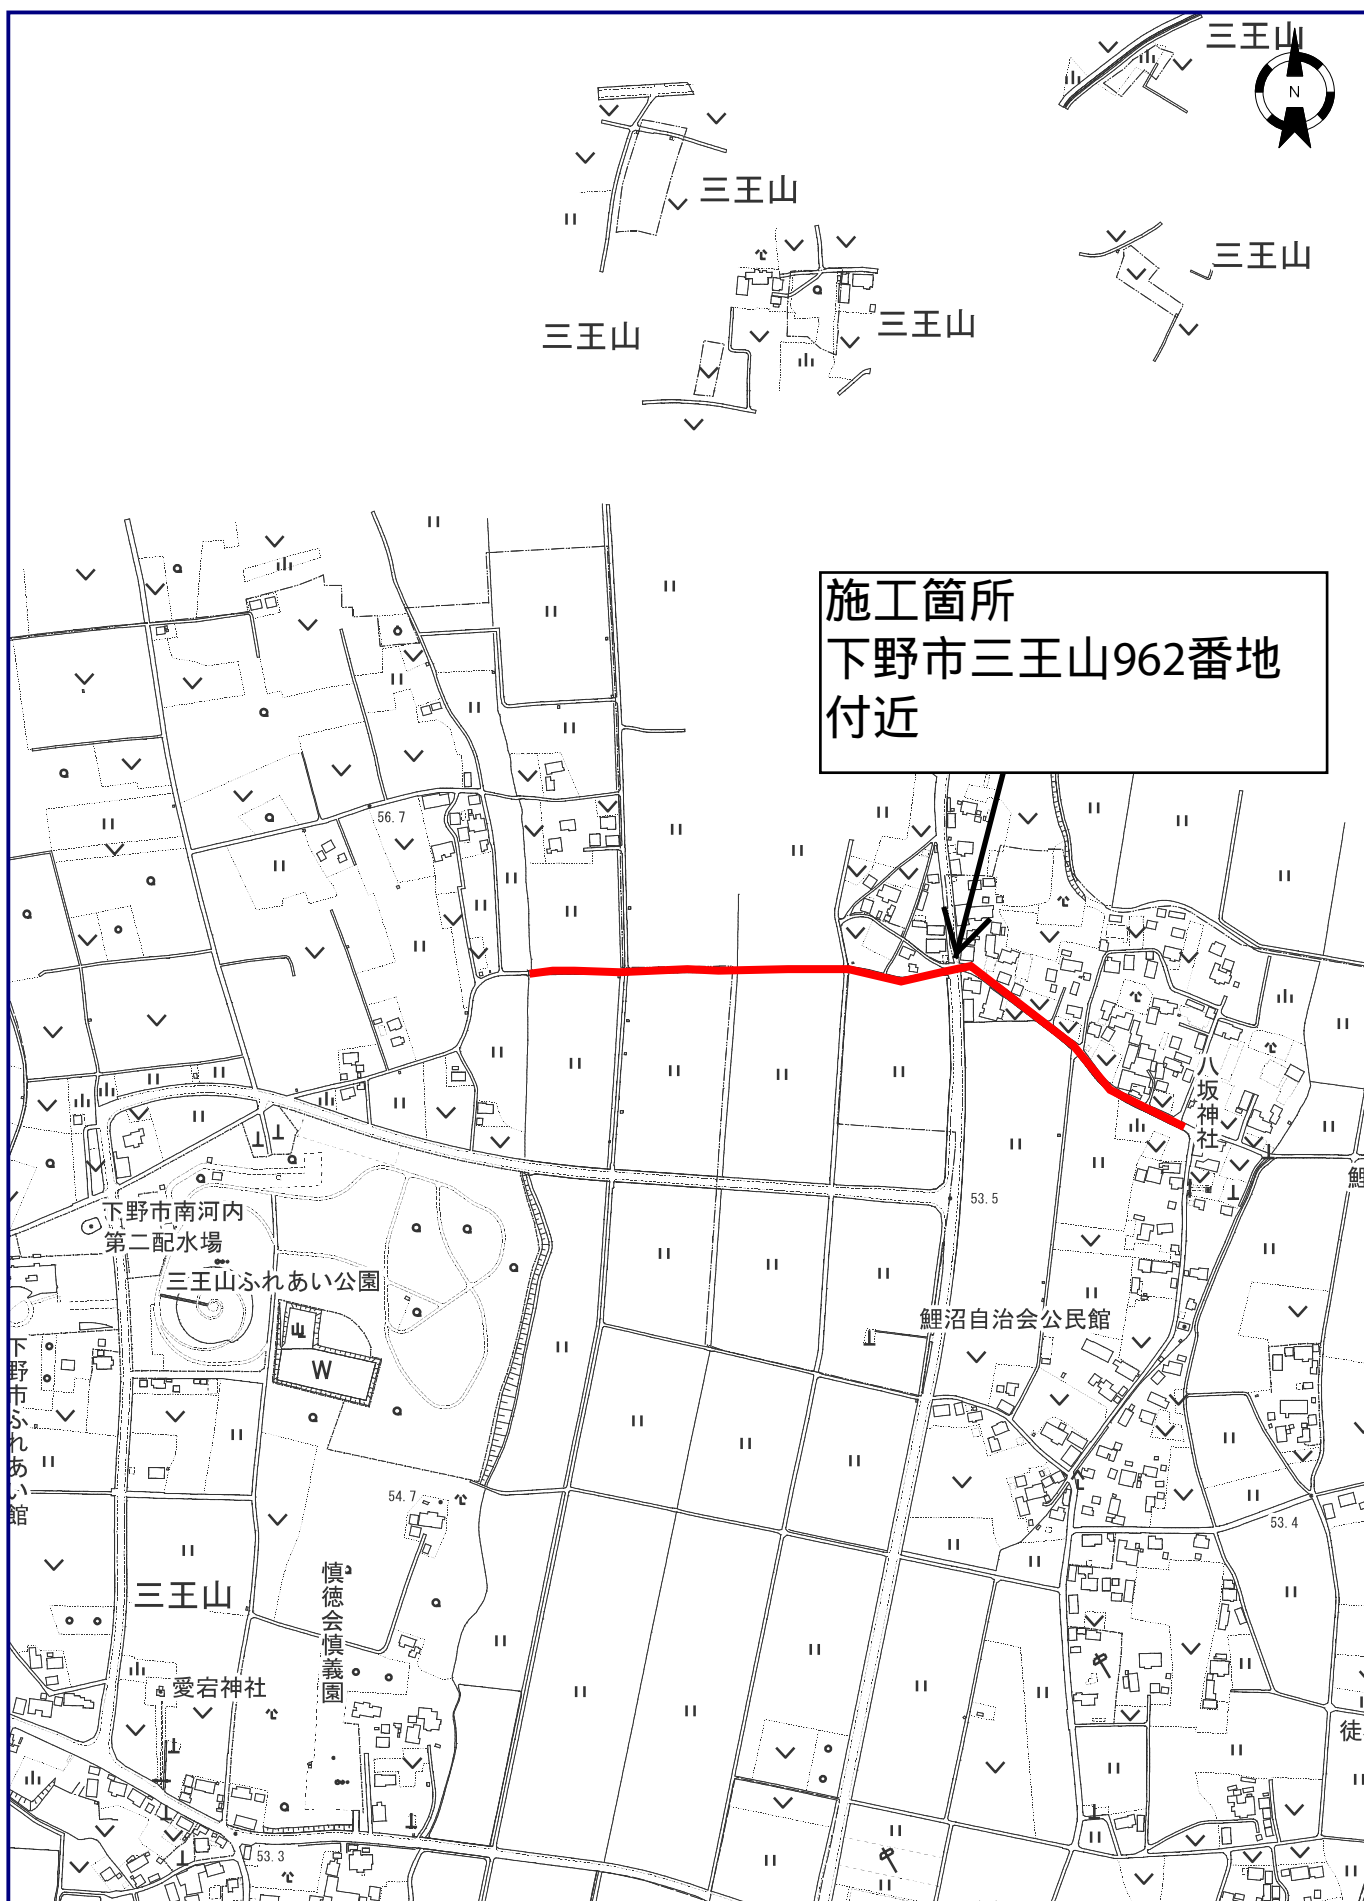 三王山
N
三王山
三王山
三王山
三王山
施工箇所
下野市三王山962番地
付近
56.7
八坂神社
鯉
53.5
下野市南河内
第二配水場
三王山ふれあい公園
鯉沼自治会公民館
下野市ふれあい館
W
54.7
53.4
三王山
慎徳会慎義園
愛宕神社
徒
53.3